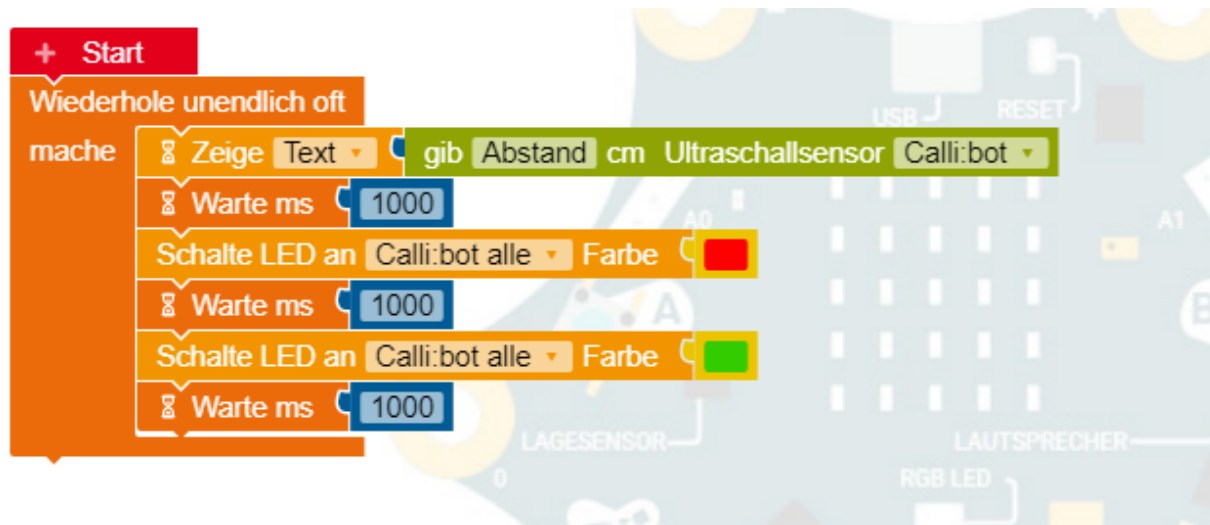 + Start
Wiederhole unendlich oft
USB
RESET
mache Zeige Text gib Abstand cm Ultraschallsensor Calli:bot
Warte ms 1000
A0
A1
Schalte LED an Calli:bot alle Farbe
Warte ms 1000
A
B
Schalte LED an Calli:bot alle Farbe
Warte ms 1000
LAGESENSOR
LAUTSPRECHER
0
RGB LED